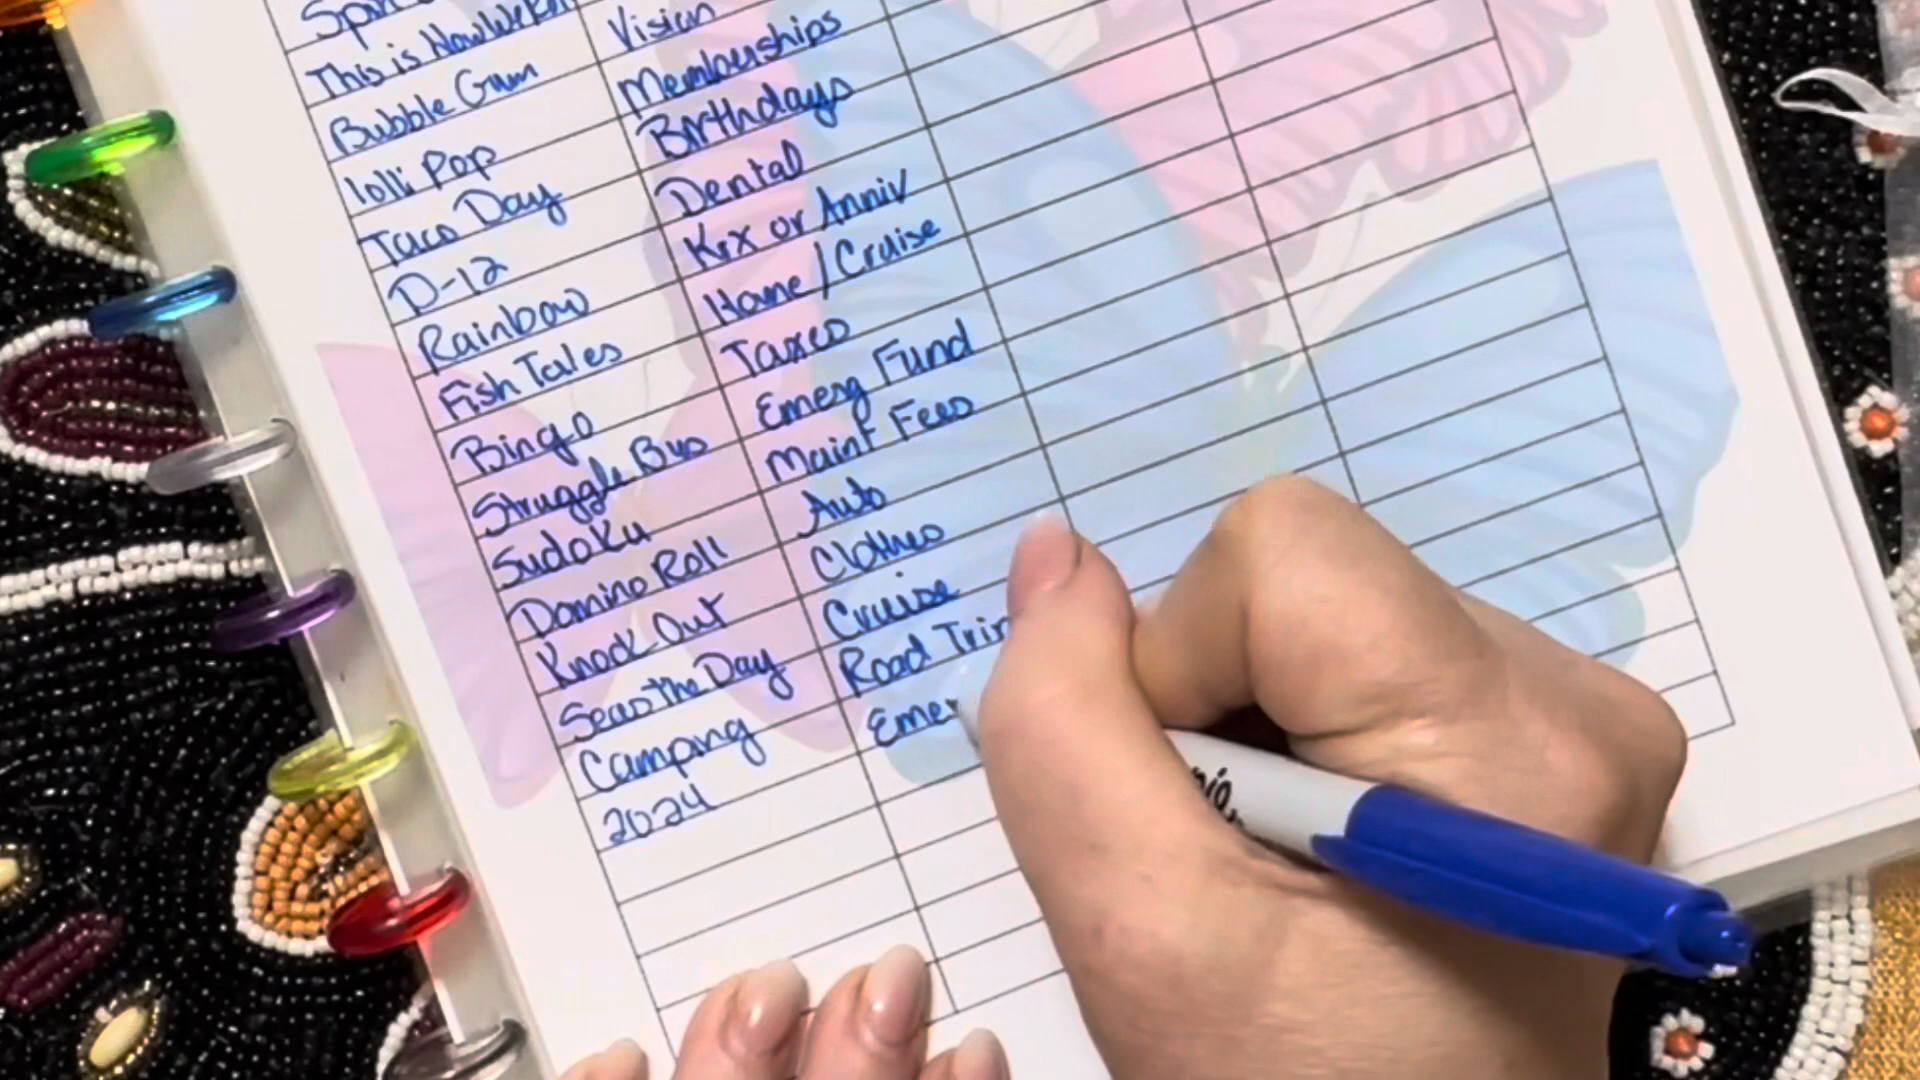 This is How We
Bubble Gum Vision
lolli Pop Memberships
Taco Day Birthdays
D-12 Dental
Rainbow Krx or Anniv
Fish Tales Home / Cruise
Bingo Taxes
Struggle Bus Emerg Fund
Sudoku Maint Fees
Domino Roll Auto
Knock Out Clothes
Seas the Day Cruise
Camping Road Trip
2024 Emer